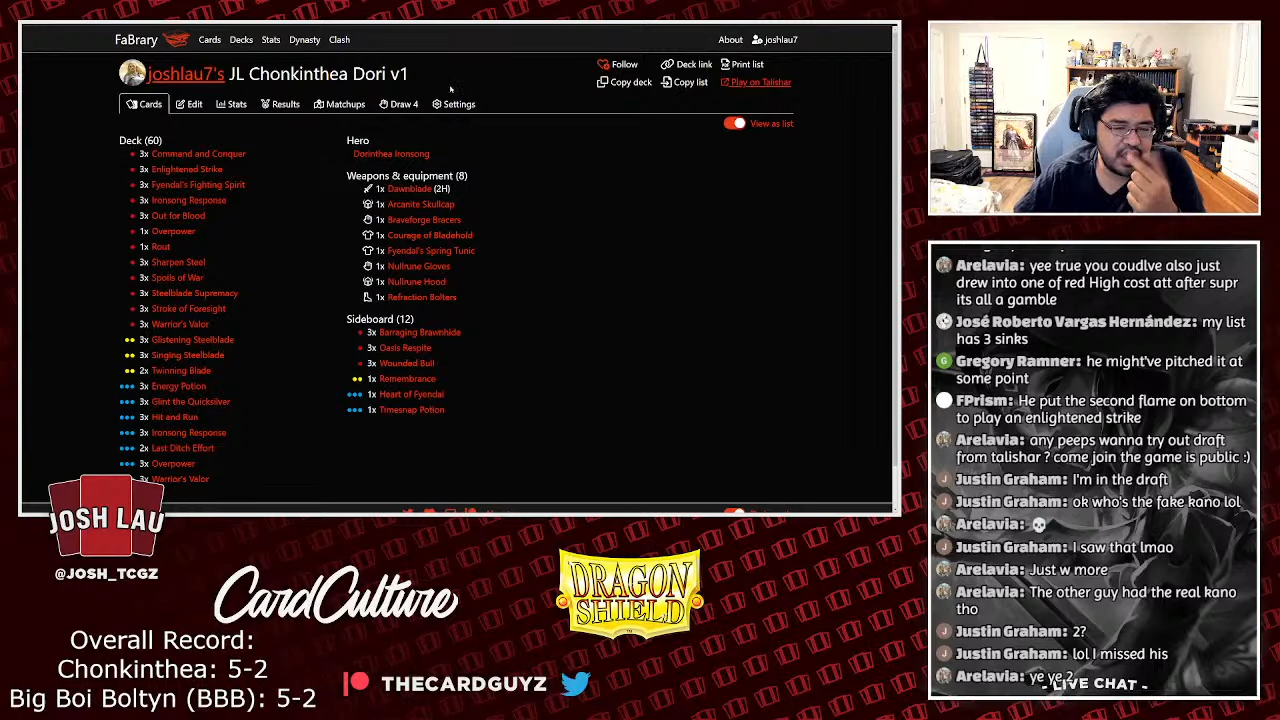 FaBrary Cards Decks Stats Dynasty Clash About joshlau7
joshlau7's JL Chonkinthea Dori v1
Follow Deck link Print list
Copy deck Copy list Play on Talishar
Cards Edit Stats Results Matchups Draw 4 Settings
View as list
Deck (60)
3x Command and Conquer
3x Enlightened Strike
3x Fyendal's Fighting Spirit
3x Ironsong Response
3x Out for Blood
1x Overpower
1x Rout
3x Sharpen Steel
3x Spoils of War
3x Steelblade Supremacy
3x Stroke of Foresight
3x Warrior's Valor
3x Glistening Steelblade
3x Singing Steelblade
2x Twinning Blade
3x Energy Potion
3x Glint the Quicksilver
3x Hit and Run
3x Ironsong Response
2x Last Ditch Effort
3x Overpower
3x Warrior's Valor
Hero
Dorinthea Ironsong
Weapons & equipment (8)
1x Dawnblade (2H)
1x Arcanite Skullcap
1x Braveforge Bracers
1x Courage of Bladehold
1x Fyendal's Spring Tunic
1x Nullrune Gloves
1x Nullrune Hood
1x Refraction Bolters
Sideboard (12)
3x Barraging Brawnhide
3x Oasis Respite
3x Wounded Bull
1x Remembrance
1x Heart of Fyendal
1x Timesnap Potion
Arelavia: yee true you coudlve also just
drew into one of red High cost att after supr
its all a gamble
José Roberto Vargas Hernández: my list
has 3 sinks
G
Gregory Ramner: he might've pitched it at
some point
FPrism: He put the second flame on bottom
to play an enlightened strike
Arelavia: any peeps wanna try out draft
from talishar ? come join the game is public :)
J
Justin Graham: I'm in the draft
J
Justin Graham: ok who's the fake kano lol
Arelavia: 💀
J
Justin Graham: I saw that lmao
Arelavia: Just w more
Arelavia: The other guy had the real kano
tho
J
Justin Graham: 2?
J
Justin Graham: lol I missed his
Arelavia: ye ye 2
- LIVE CHAT -
JOSH LAU
@JOSH_TCGZ
CardCulture
DRAGON
SHIELD
Overall Record:
Chonkinthea: 5-2
Big Boi Boltyn (BBB): 5-2
THECARDGUYZ